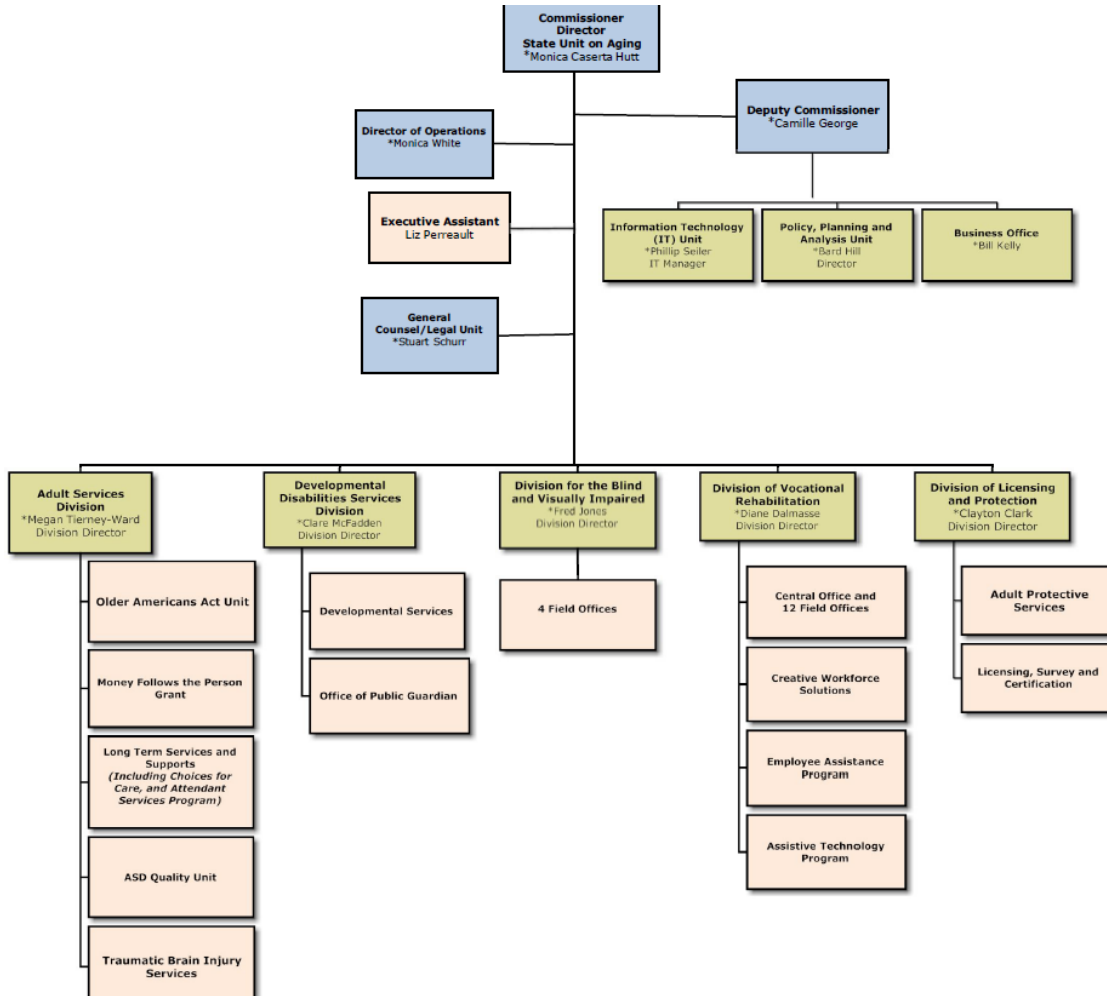 Commissioner
Director
State Unit on Aging
*Monica Caserta Hutt
Deputy Commissioner
*Camille George
Director of Operations
*Monica White
Executive Assistant
Liz Perreault
Information Technology
(IT) Unit
*Phillip Seiler
IT Manager
Policy, Planning and
Analysis Unit
*Bard Hill
Director
Business Office
*Bill Kelly
General
Counsel/Legal Unit
*Stuart Schurr
Adult Services
Division
*Megan Tierney-Ward
Division Director
Developmental
Disabilities Services
Division
*Clare McFadden
Division Director
Division for the Blind
and Visually Impaired
*Fred Jones
Division Director
Division of Vocational
Rehabilitation
*Diane Dalmasse
Division Director
Division of Licensing
and Protection
*Clayton Clark
Division Director
Older Americans Act Unit
Money Follows the Person
Grant
Long Term Services and
Supports
(Including Choices for
Care, and Attendant
Services Program)
ASD Quality Unit
Traumatic Brain Injury
Services
Developmental Services
Office of Public Guardian
4 Field Offices
Central Office and
12 Field Offices
Creative Workforce
Solutions
Employee Assistance
Program
Assistive Technology
Program
Adult Protective
Services
Licensing, Survey and
Certification